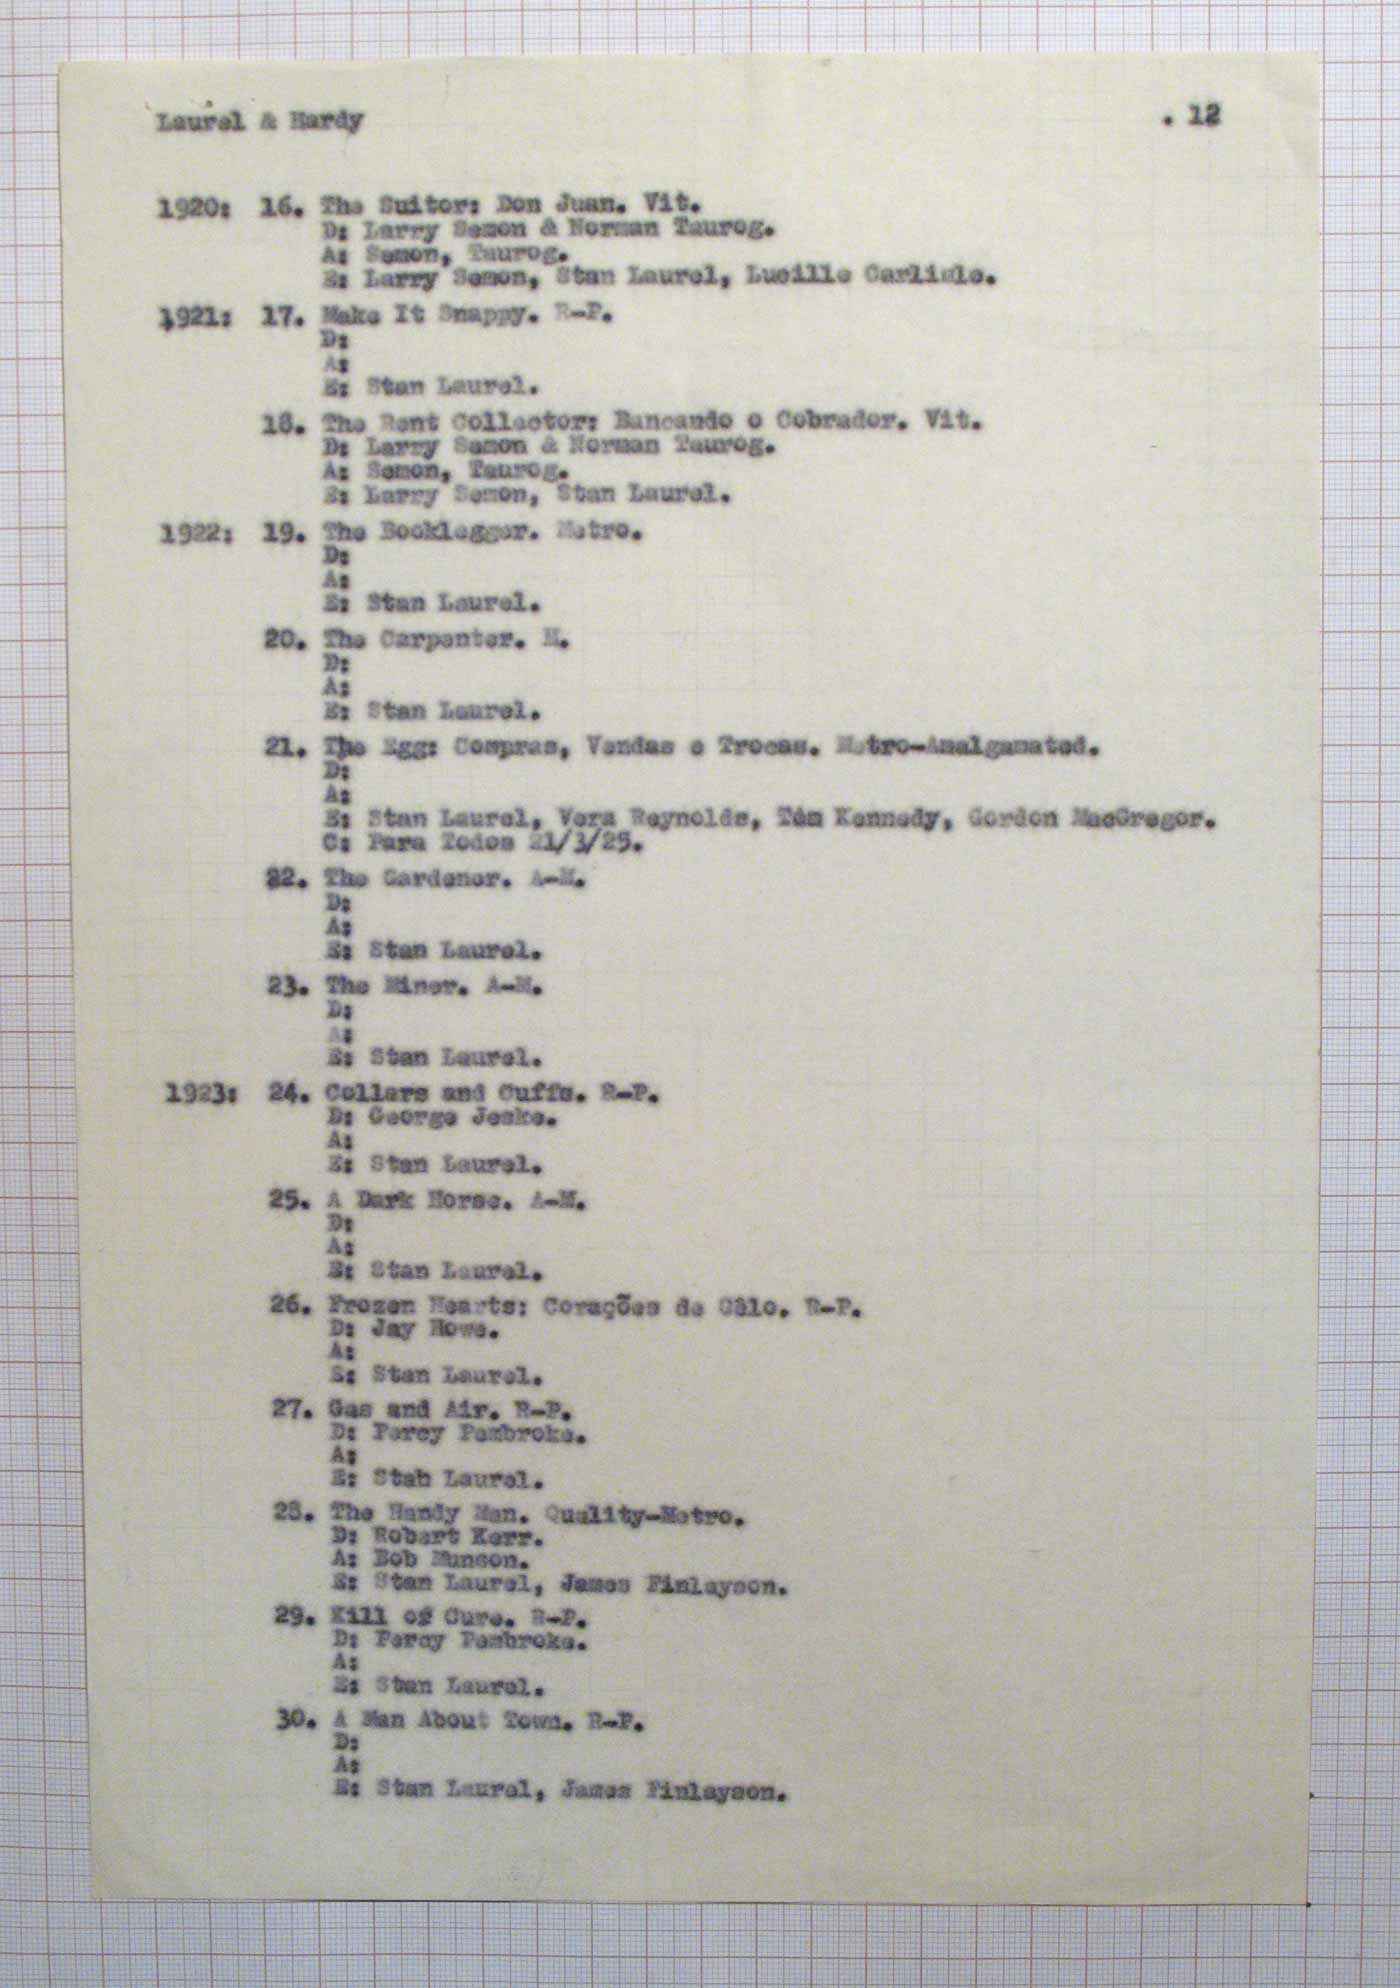 Laurel & Hardy . 12
1920: 16. The Suitor: Don Juan. Vit.
D: Larry Semon & Norman Taurog.
A: Semon, Taurog.
E: Larry Semon, Stan Laurel, Lucille Carlisle.
1921: 17. Make It Snappy. R-P.
D:
A:
E: Stan Laurel.
18. The Rent Collector: Bancando o Cobrador. Vit.
D: Larry Semon & Norman Taurog.
A: Semon, Taurog.
E: Larry Semon, Stan Laurel.
1922: 19. The Booklegger. Metro.
D:
A:
E: Stan Laurel.
20. The Carpenter. M.
D:
A:
E: Stan Laurel.
21. The Egg: Compras, Vendas e Trocas. Metro-Amalgamated.
D:
A:
E: Stan Laurel, Vera Reynolds, Tom Kennedy, Gordon MacGregor.
C: Para Todos 21/3/25.
22. The Gardener. A-M.
D:
A:
E: Stan Laurel.
23. The Miner. A-M.
D:
A:
E: Stan Laurel.
1923: 24. Collars and Cuffs. R-P.
D: George Jeske.
A:
E: Stan Laurel.
25. A Dark Horse. A-M.
D:
A:
E: Stan Laurel.
26. Frozen Hearts: Corações de Gêlo. R-P.
D: Jay Howe.
A:
E: Stan Laurel.
27. Gas and Air. R-P.
D: Percy Pembroke.
A:
E: Stah Laurel.
28. The Handy Man. Quality-Metro.
D: Robert Kerr.
A: Bob Munson.
E: Stan Laurel, James Finlayson.
29. Kill or Cure. R-P.
D: Percy Pembroke.
A:
E: Stan Laurel.
30. A Man About Town. R-P.
D:
A:
E: Stan Laurel, James Finlayson.